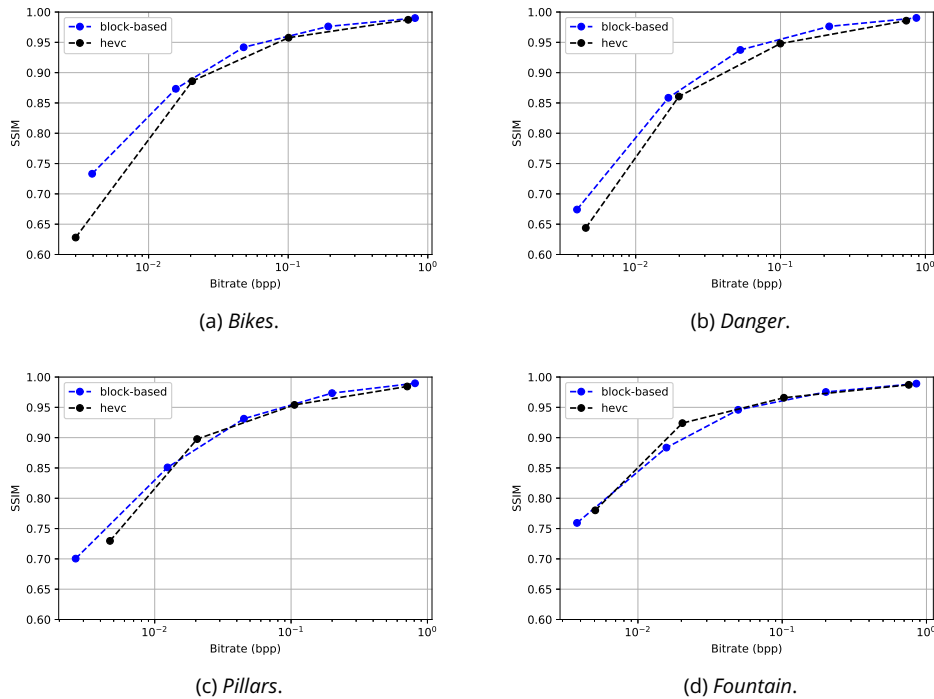 1.00
0.95
0.90
0.85
0.80
0.75
0.70
0.65
0.60
SSIM
block-based
hevc
10⁻² 10⁻¹ 10⁰
Bitrate (bpp)
(a) Bikes.
1.00
0.95
0.90
0.85
0.80
0.75
0.70
0.65
0.60
SSIM
block-based
hevc
10⁻² 10⁻¹ 10⁰
Bitrate (bpp)
(b) Danger.
1.00
0.95
0.90
0.85
0.80
0.75
0.70
0.65
0.60
SSIM
block-based
hevc
10⁻² 10⁻¹ 10⁰
Bitrate (bpp)
(c) Pillars.
1.00
0.95
0.90
0.85
0.80
0.75
0.70
0.65
0.60
SSIM
block-based
hevc
10⁻² 10⁻¹ 10⁰
Bitrate (bpp)
(d) Fountain.